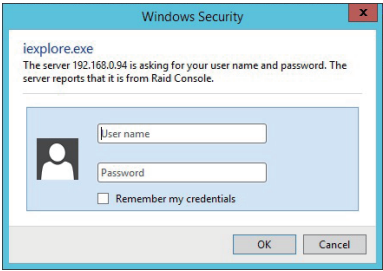 Windows Security
x
iexplore.exe
The server 192.168.0.94 is asking for your user name and password. The
server reports that it is from Raid Console.
User name
Password
Remember my credentials
OK Cancel